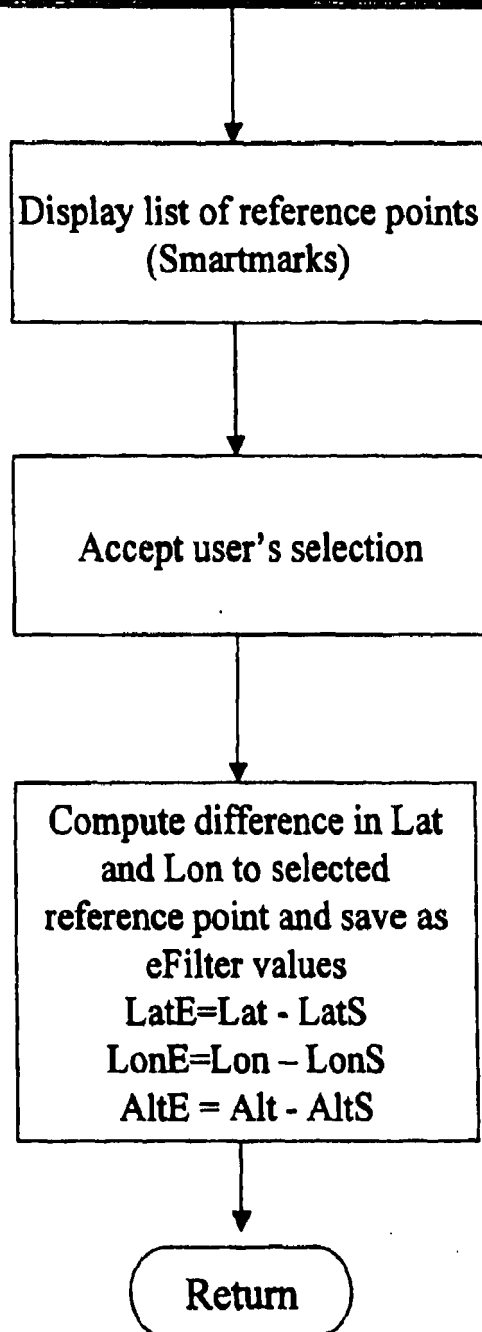 Display list of reference points
(Smartmarks)
Accept user's selection
Compute difference in Lat
and Lon to selected
reference point and save as
eFilter values
LatE=Lat - LatS
LonE=Lon – LonS
AltE = Alt - AltS
Return